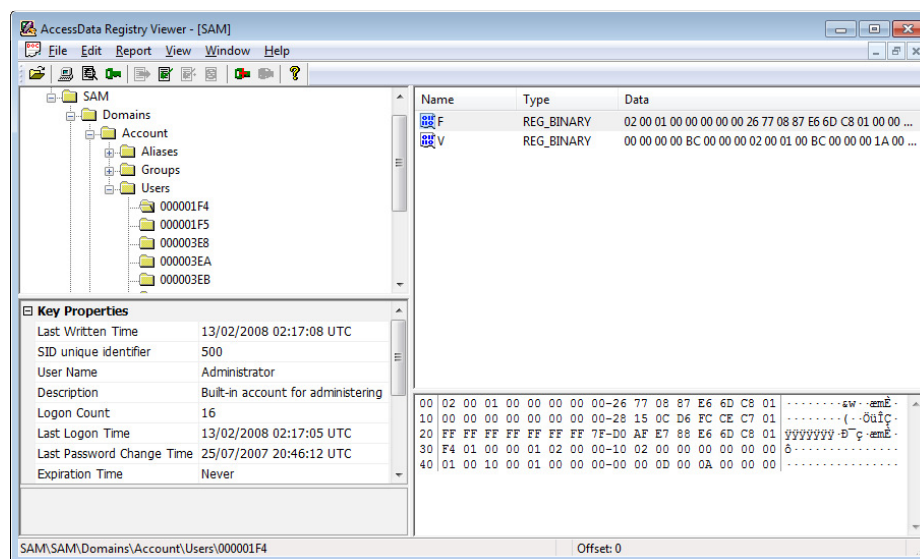 AccessData Registry Viewer - [SAM]
File Edit Report View Window Help
SAM
Domains
Account
Aliases
Groups
Users
000001F4
000001F5
000003E8
000003EA
000003EB
Name Type Data
F REG_BINARY 02 00 01 00 00 00 00 00 26 77 08 87 E6 6D C8 01 00 00 ...
V REG_BINARY 00 00 00 00 BC 00 00 00 02 00 01 00 BC 00 00 00 1A 00 ...
Key Properties
Last Written Time 13/02/2008 02:17:08 UTC
SID unique identifier 500
User Name Administrator
Description Built-in account for administering
Logon Count 16
Last Logon Time 13/02/2008 02:17:05 UTC
Last Password Change Time 25/07/2007 20:46:12 UTC
Expiration Time Never
00 02 00 01 00 00 00 00 00-26 77 08 87 E6 6D C8 01 ········&w··æmÈ·
10 00 00 00 00 00 00 00 00-28 15 0C D6 FC CE C7 01 ········(··ÖüÎÇ·
20 FF FF FF FF FF FF FF 7F-D0 AF E7 88 E6 6D C8 01 ÿÿÿÿÿÿÿ·Ð¯ç·æmÈ·
30 F4 01 00 00 01 02 00 00-10 02 00 00 00 00 00 00 ô···············
40 01 00 10 00 01 00 00 00-00 00 0D 00 0A 00 00 00 ················
SAM\SAM\Domains\Account\Users\000001F4 Offset: 0